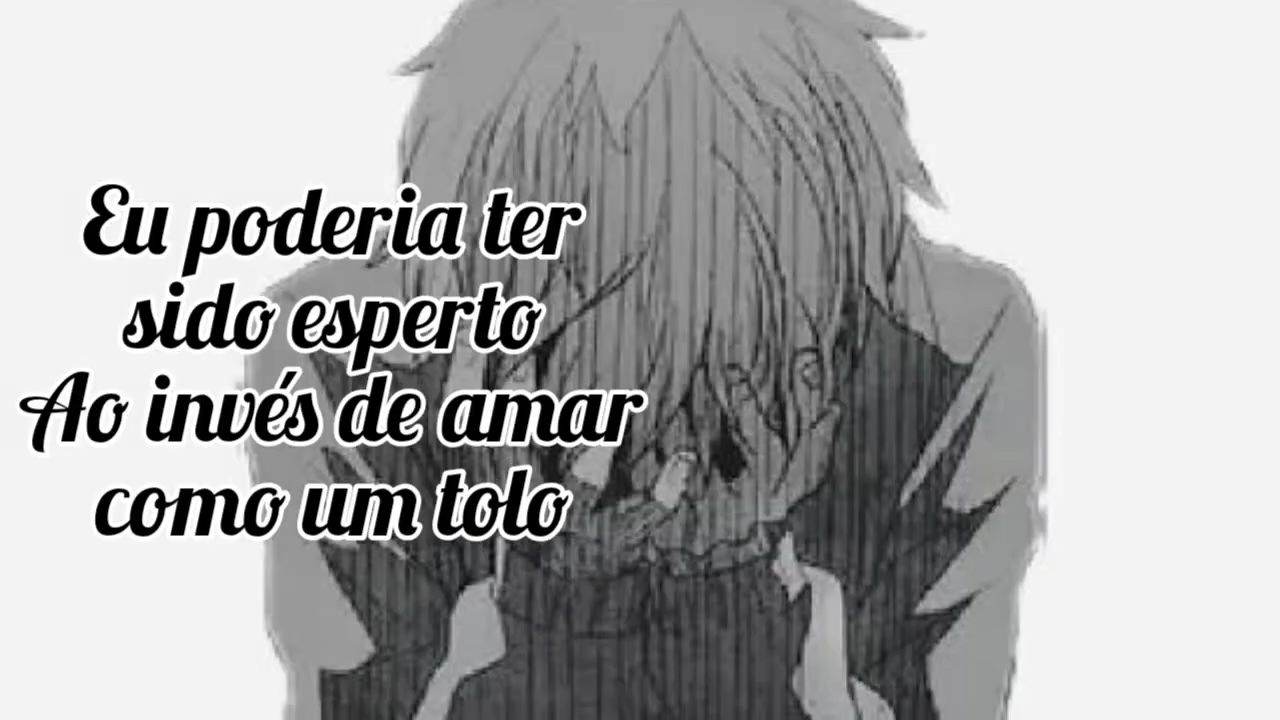 Eu poderia ter
sido esperto
Ao invés de amar
como um tolo